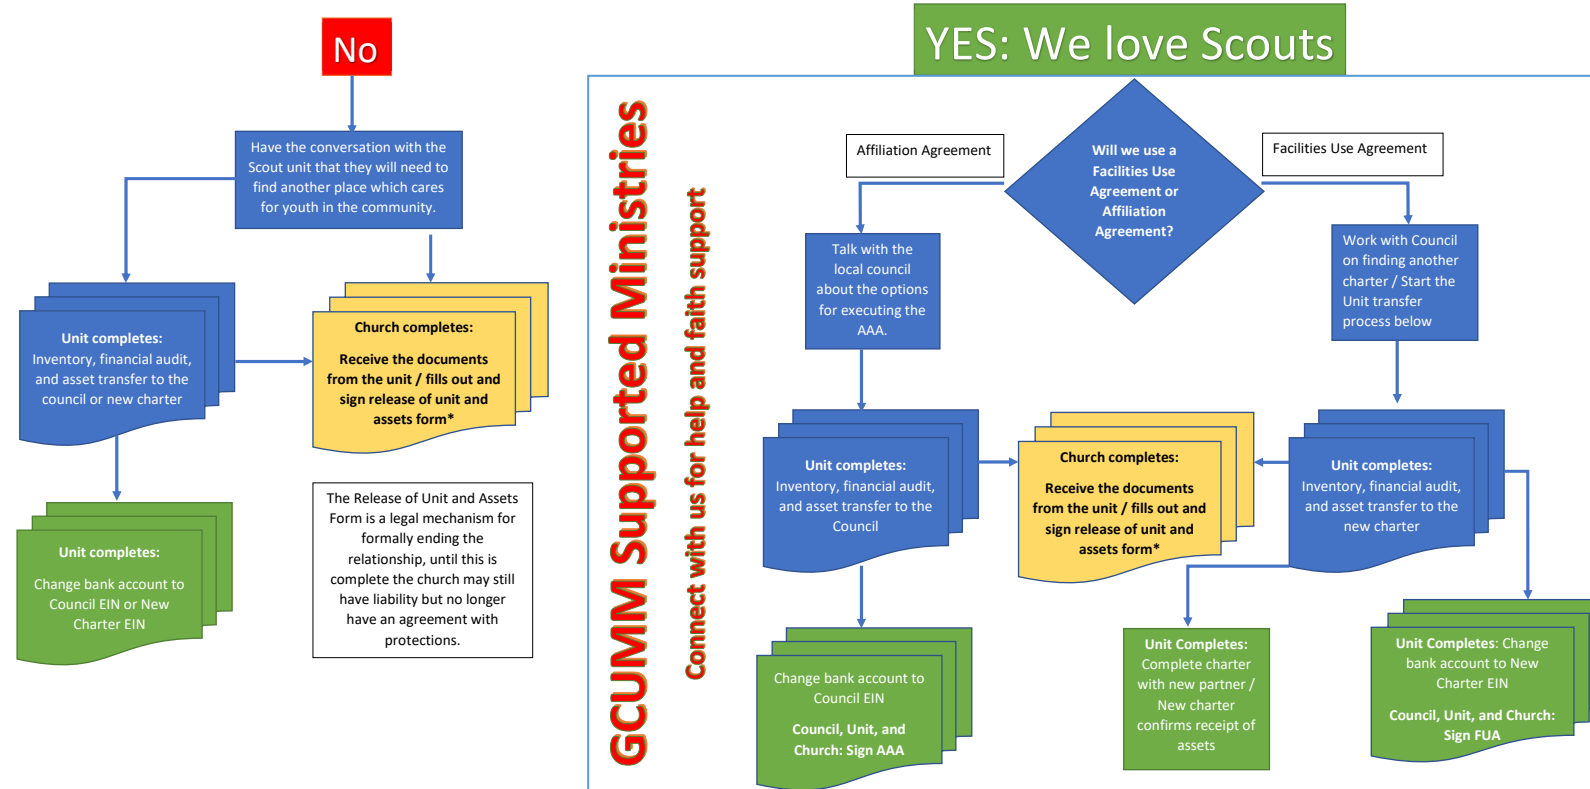 No
Have the conversation with the
Scout unit that they will need to
find another place which cares
for youth in the community.
Unit completes:
Inventory, financial audit,
and asset transfer to the
council or new charter
Church completes:
Receive the documents
from the unit / fills out and
sign release of unit and
assets form*
Unit completes:
Change bank account to
Council EIN or New
Charter EIN
The Release of Unit and Assets
Form is a legal mechanism for
formally ending the
relationship, until this is
complete the church may still
have liability but no longer
have an agreement with
protections.
YES: We love Scouts
GCUMM Supported Ministries
Connect with us for help and faith support
Will we use a
Facilities Use
Agreement or
Affiliation
Agreement?
Affiliation Agreement
Facilities Use Agreement
Talk with the
local council
about the options
for executing the
AAA.
Work with Council
on finding another
charter / Start the
Unit transfer
process below
Unit completes:
Inventory, financial audit,
and asset transfer to the
Council
Church completes:
Receive the documents
from the unit / fills out and
sign release of unit and
assets form*
Unit completes:
Inventory, financial audit,
and asset transfer to the
new charter
Change bank account to
Council EIN
Council, Unit, and
Church: Sign AAA
Unit Completes:
Complete charter
with new partner /
New charter
confirms receipt of
assets
Unit Completes: Change
bank account to New
Charter EIN
Council, Unit, and Church:
Sign FUA